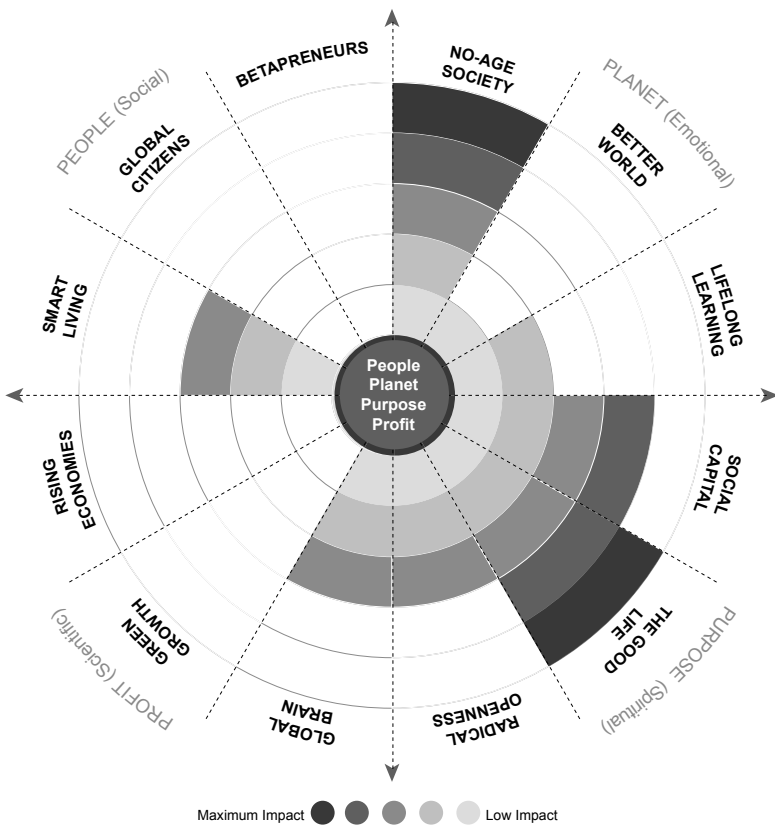 BETAPRENEURS
NO-AGE
SOCIETY
PEOPLE (Social)
PLANET (Emotional)
GLOBAL
CITIZENS
BETTER
WORLD
SMART
LIVING
LIFELONG
LEARNING
People
Planet
Purpose
Profit
RISING
ECONOMIES
SOCIAL
CAPITAL
GREEN
GROWTH
THE GOOD
LIFE
PROFIT (Scientific)
PURPOSE (Spiritual)
GLOBAL
BRAIN
RADICAL
OPENNESS
Maximum Impact Low Impact